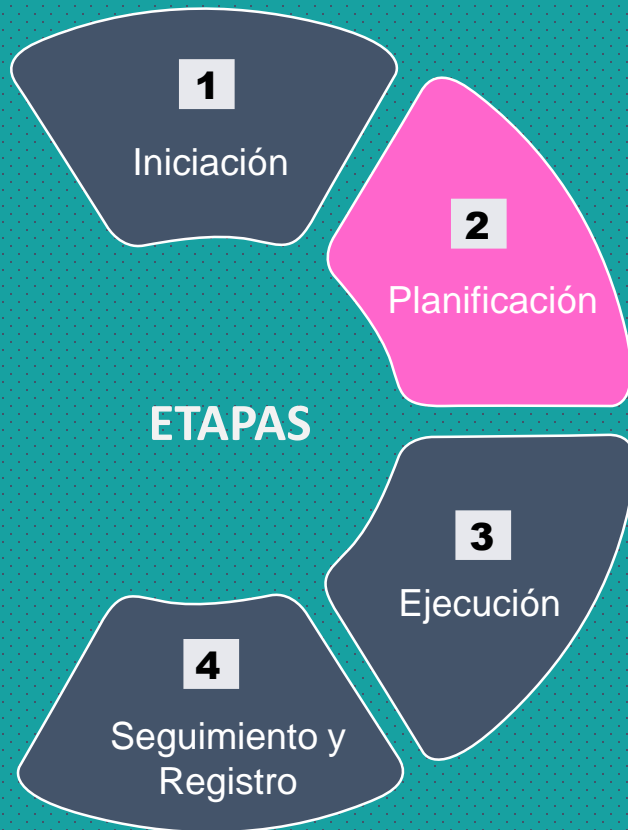 1
Iniciación
2
Planificación
ETAPAS
3
Ejecución
4
Seguimiento y
Registro